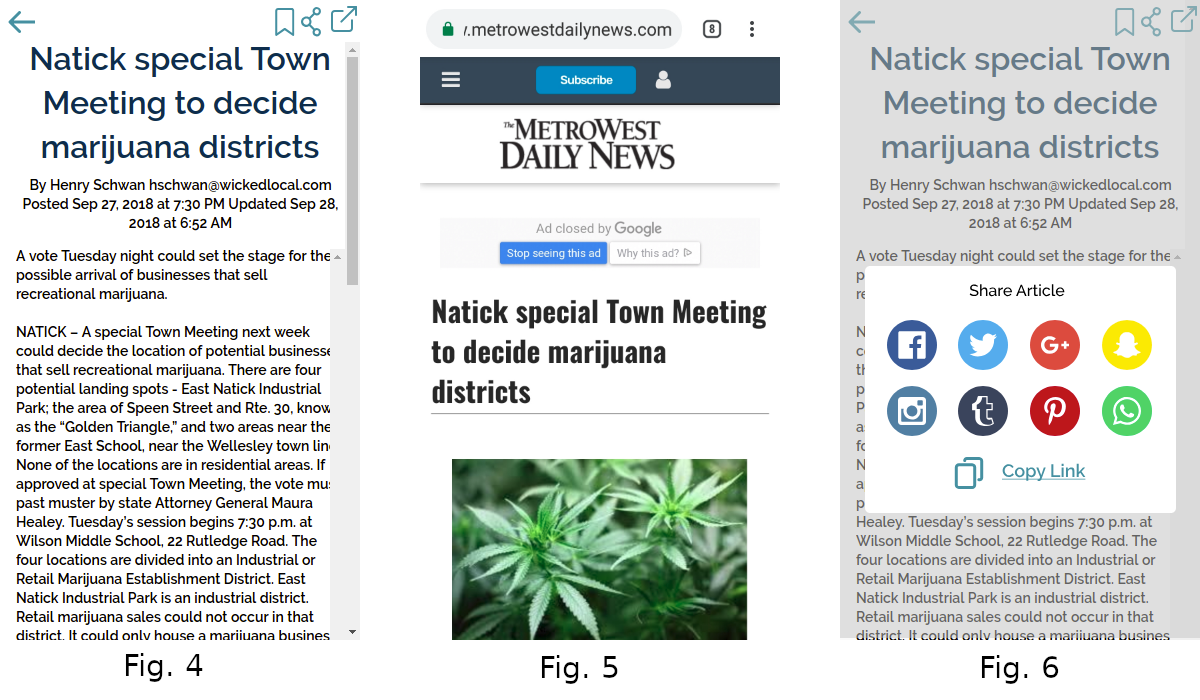 Natick special Town
Meeting to decide
marijuana districts
By Henry Schwan hschwan@wickedlocal.com
Posted Sep 27, 2018 at 7:30 PM Updated Sep 28,
2018 at 6:52 AM
A vote Tuesday night could set the stage for the
possible arrival of businesses that sell
recreational marijuana.
NATICK – A special Town Meeting next week
could decide the location of potential businesse
that sell recreational marijuana. There are four
potential landing spots - East Natick Industrial
Park; the area of Speen Street and Rte. 30, know
as the “Golden Triangle,” and two areas near the
former East School, near the Wellesley town line
None of the locations are in residential areas. If
approved at special Town Meeting, the vote mus
past muster by state Attorney General Maura
Healey. Tuesday’s session begins 7:30 p.m. at
Wilson Middle School, 22 Rutledge Road. The
four locations are divided into an Industrial or
Retail Marijuana Establishment District. East
Natick Industrial Park is an industrial district.
Retail marijuana sales could not occur in that
district. It could only house a marijuana busines
Fig. 4
.metrowestdailynews.com
8
Subscribe
The METROWEST
DAILY NEWS
Ad closed by Google
Stop seeing this ad
Why this ad?
Natick special Town Meeting
to decide marijuana
districts
Fig. 5
Natick special Town
Meeting to decide
marijuana districts
By Henry Schwan hschwan@wickedlocal.com
Posted Sep 27, 2018 at 7:30 PM Updated Sep 28,
2018 at 6:52 AM
A vote Tuesday night could set the stage for the
Share Article
G+
Copy Link
Healey. Tuesday’s session begins 7:30 p.m. at
Wilson Middle School, 22 Rutledge Road. The
four locations are divided into an Industrial or
Retail Marijuana Establishment District. East
Natick Industrial Park is an industrial district.
Retail marijuana sales could not occur in that
district. It could only house a marijuana busines
Fig. 6